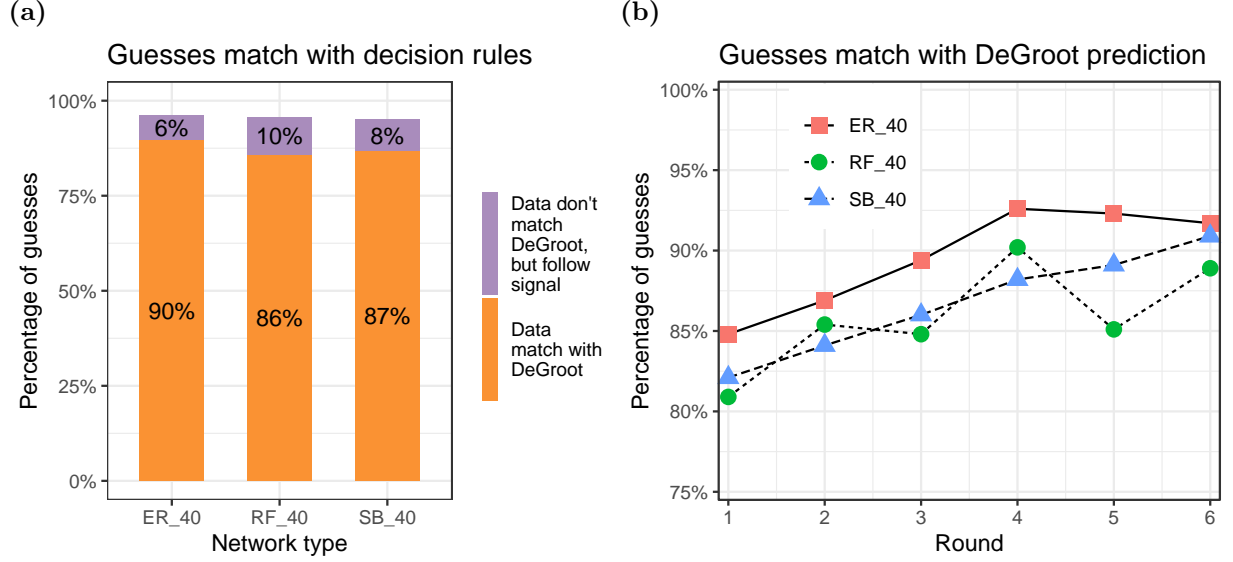 (a)
Guesses match with decision rules
Percentage of guesses
100%
75%
50%
25%
0%
6%
10%
8%
90%
86%
87%
ER_40
RF_40
SB_40
Network type
Data don't
match
DeGroot,
but follow
signal
Data
match with
DeGroot
(b)
Guesses match with DeGroot prediction
Percentage of guesses
100%
95%
90%
85%
80%
75%
ER_40
RF_40
SB_40
1
2
3
4
5
6
Round